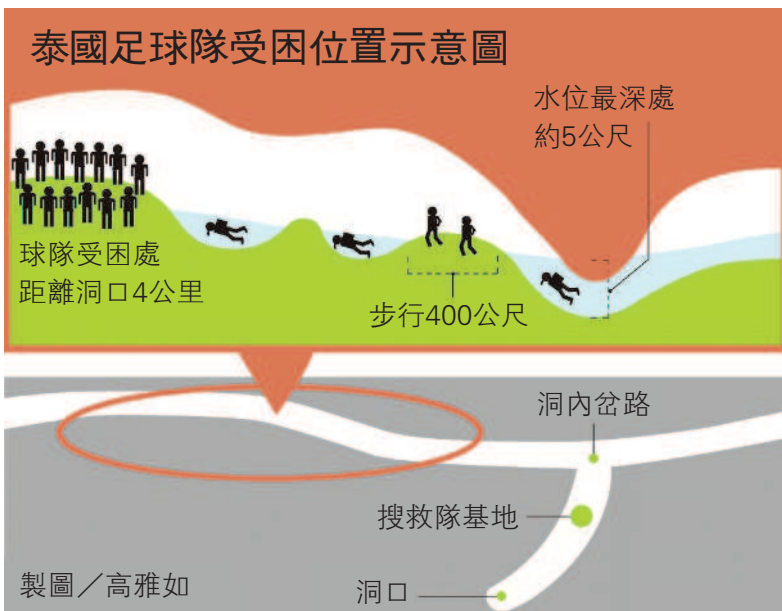 泰國足球隊受困位置示意圖
水位最深處
約5公尺
球隊受困處
距離洞口4公里
步行400公尺
洞內岔路
搜救隊基地
洞口
製圖／高雅如